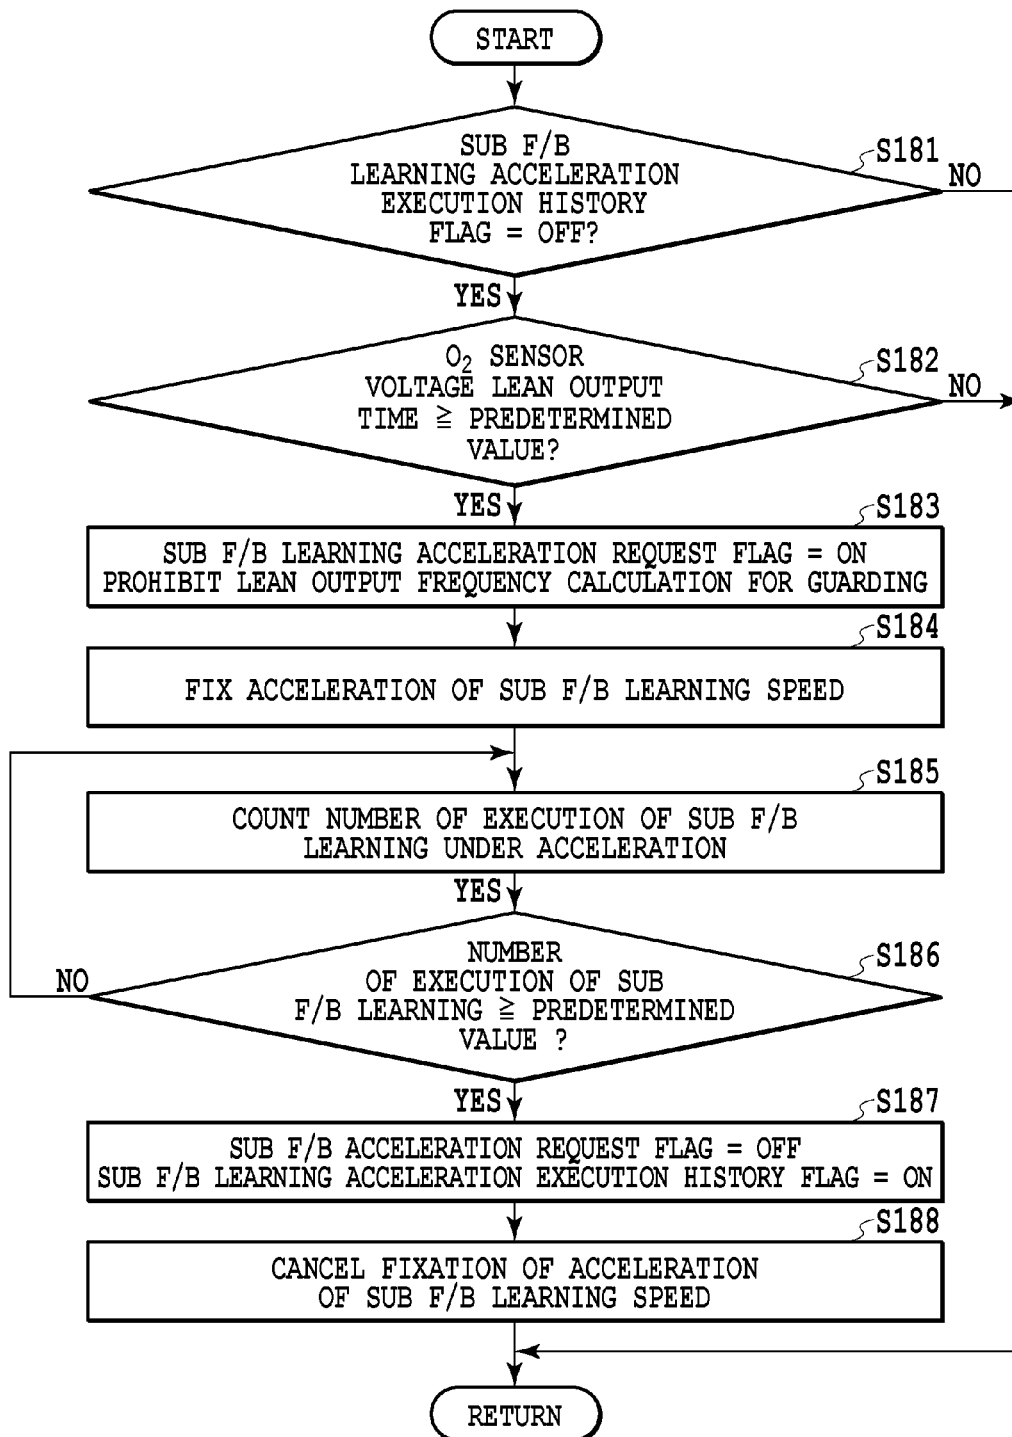 START
SUB F/B
LEARNING ACCELERATION
EXECUTION HISTORY
FLAG = OFF?
S181
NO
YES
O₂ SENSOR
VOLTAGE LEAN OUTPUT
TIME ≧ PREDETERMINED
VALUE?
S182
NO
YES
S183
SUB F/B LEARNING ACCELERATION REQUEST FLAG = ON
PROHIBIT LEAN OUTPUT FREQUENCY CALCULATION FOR GUARDING
S184
FIX ACCELERATION OF SUB F/B LEARNING SPEED
S185
COUNT NUMBER OF EXECUTION OF SUB F/B
LEARNING UNDER ACCELERATION
YES
NUMBER
OF EXECUTION OF SUB
F/B LEARNING ≧ PREDETERMINED
VALUE ?
S186
NO
YES
S187
SUB F/B ACCELERATION REQUEST FLAG = OFF
SUB F/B LEARNING ACCELERATION EXECUTION HISTORY FLAG = ON
S188
CANCEL FIXATION OF ACCELERATION
OF SUB F/B LEARNING SPEED
RETURN